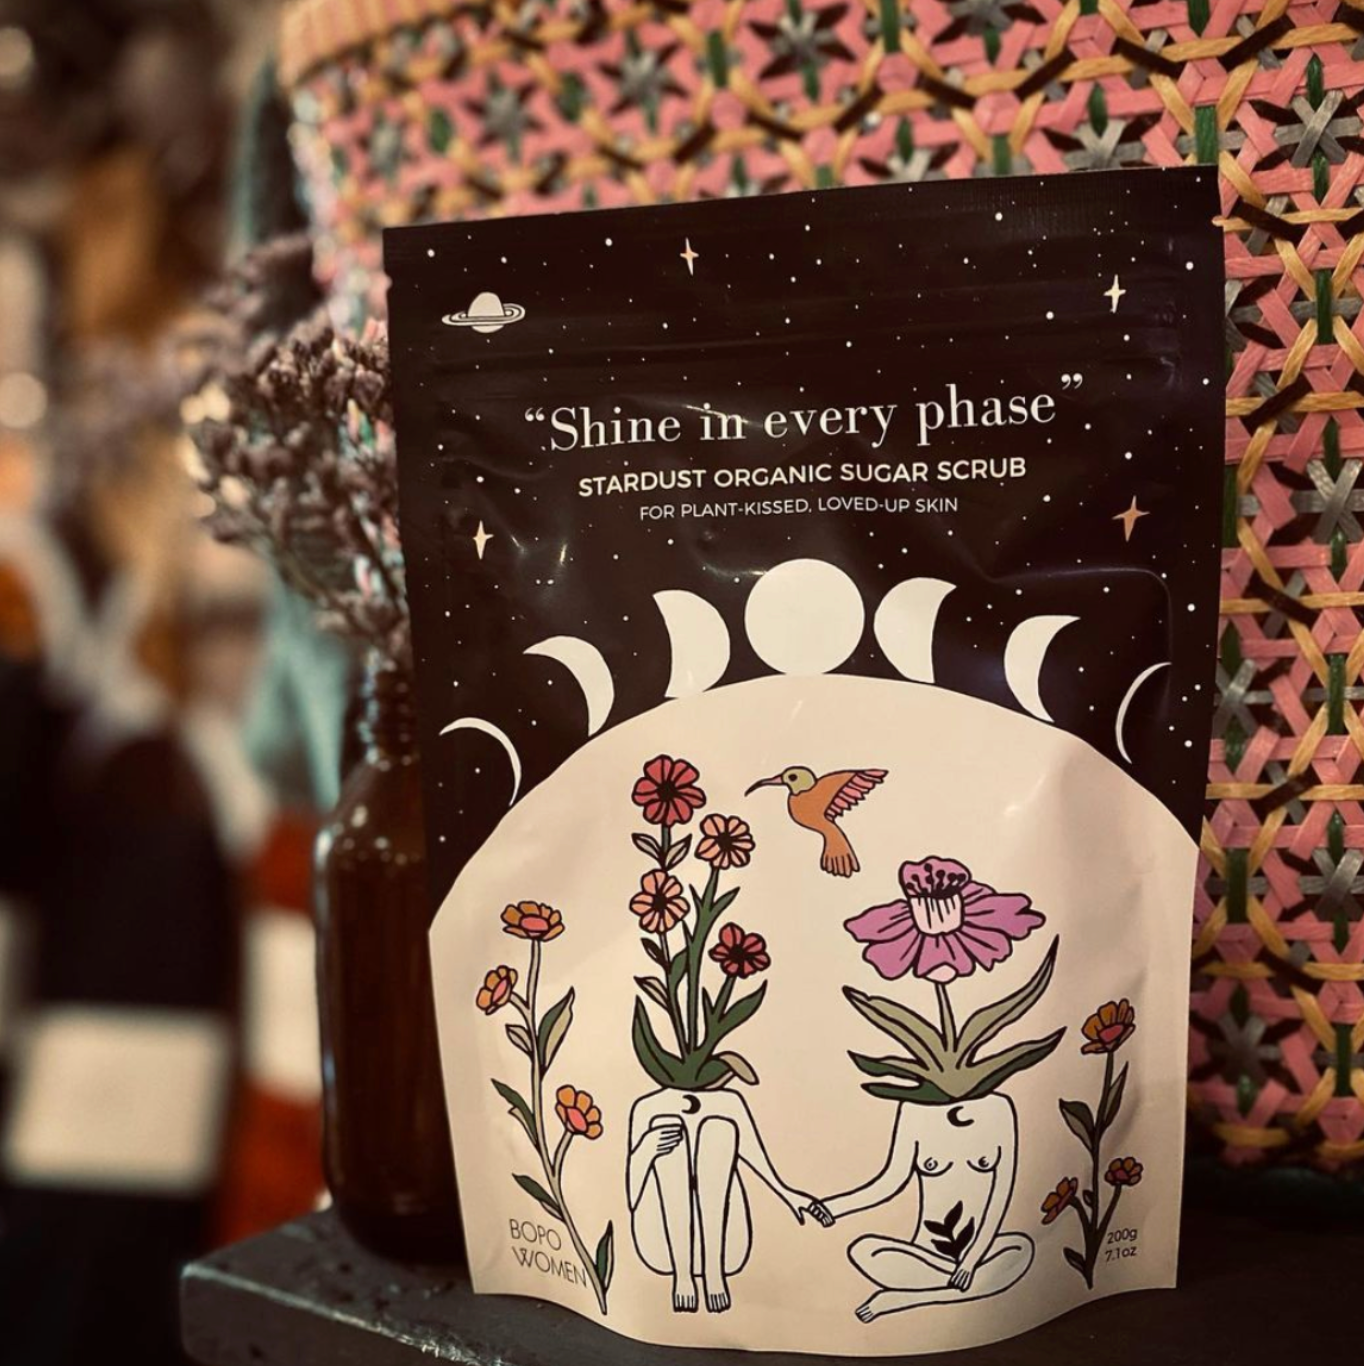 “Shine in every phase”
STARDUST ORGANIC SUGAR SCRUB
FOR PLANT-KISSED, LOVED-UP SKIN
BOPO
WOMEN
200g
7.1oz